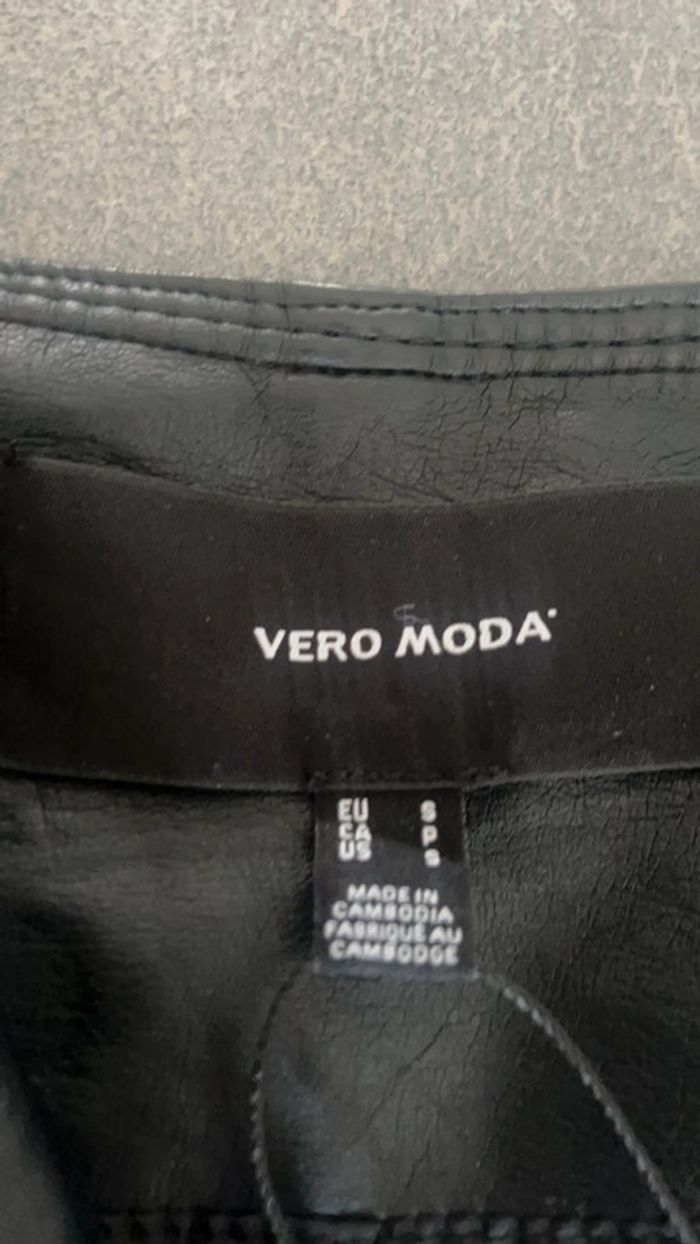 VERO MODA
EU S
CA P
US S
MADE IN
CAMBODIA
FABRIQUÉ AU
CAMBODGE